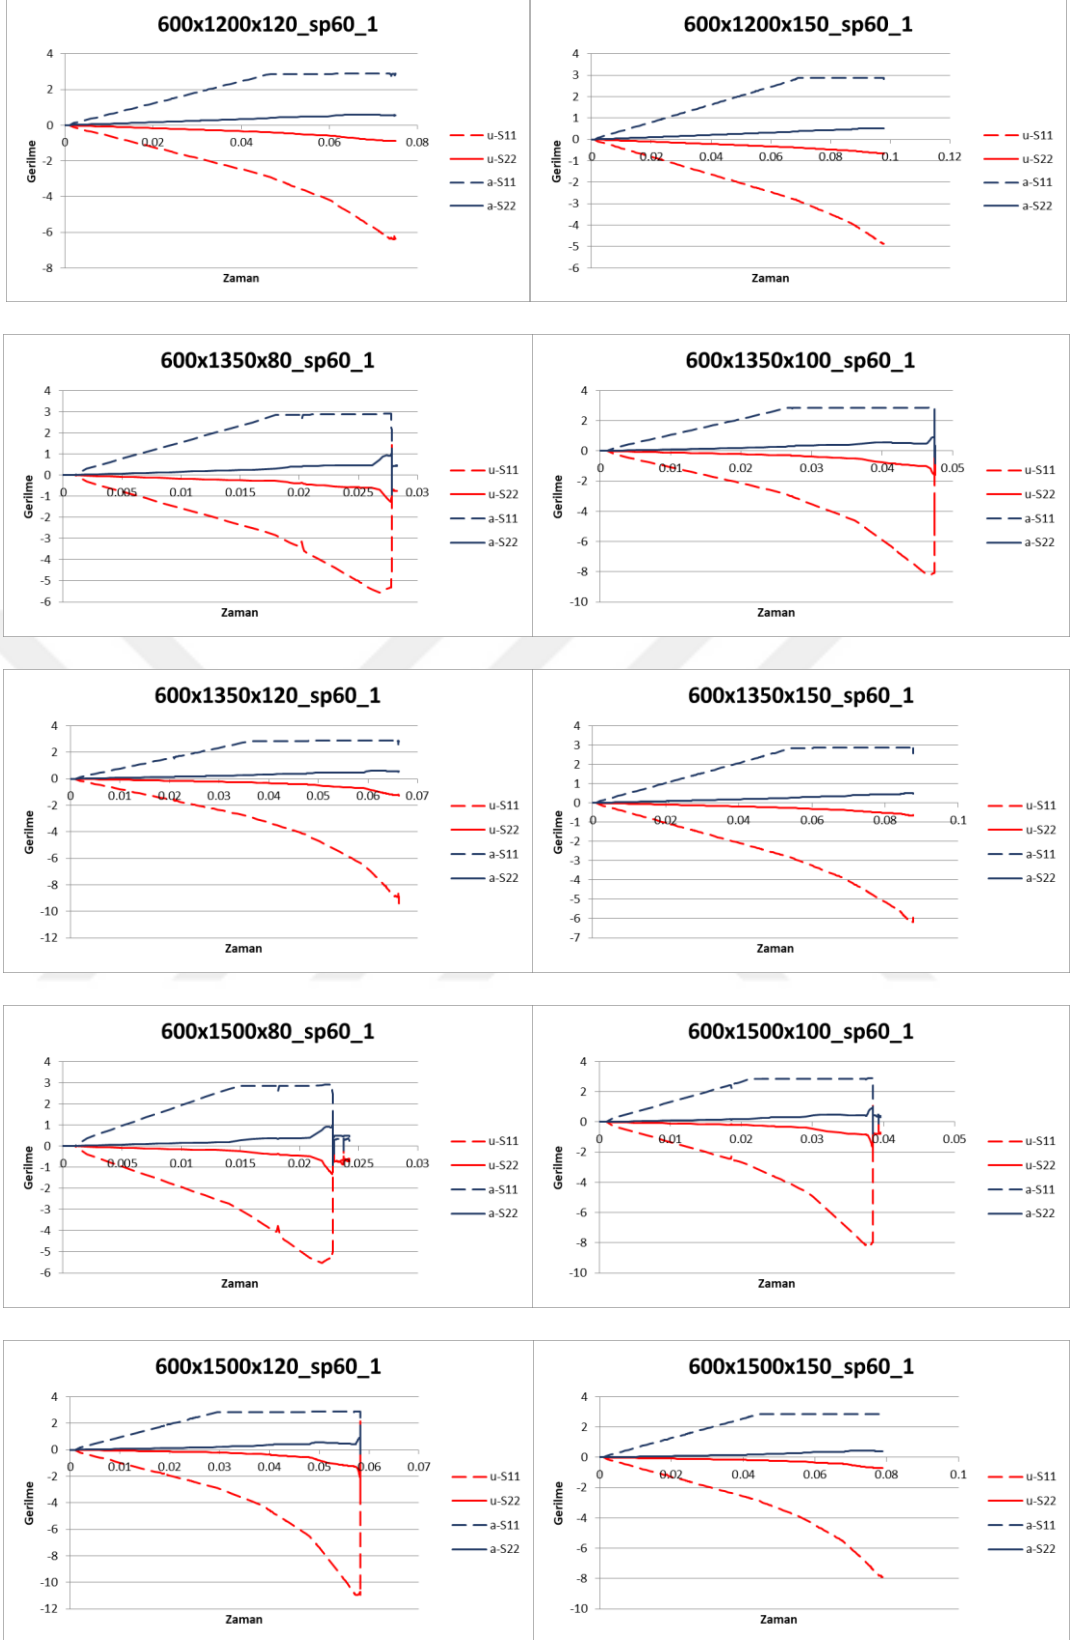 600x1200x120_sp60_1
4
2
0
-2
-4
-6
-8
0
0.02
0.04
0.06
0.08
Gerilme
Zaman
u-S11
u-S22
a-S11
a-S22
600x1200x150_sp60_1
4
3
2
1
0
-1
-2
-3
-4
-5
-6
0
0.02
0.04
0.06
0.08
0.1
0.12
Gerilme
Zaman
u-S11
u-S22
a-S11
a-S22
600x1350x80_sp60_1
4
3
2
1
0
-1
-2
-3
-4
-5
-6
0
0.005
0.01
0.015
0.02
0.025
0.03
Gerilme
Zaman
u-S11
u-S22
a-S11
a-S22
600x1350x100_sp60_1
4
2
0
-2
-4
-6
-8
-10
0
0.01
0.02
0.03
0.04
0.05
Gerilme
Zaman
u-S11
u-S22
a-S11
a-S22
600x1350x120_sp60_1
4
2
0
-2
-4
-6
-8
-10
-12
0
0.01
0.02
0.03
0.04
0.05
0.06
0.07
Gerilme
Zaman
u-S11
u-S22
a-S11
a-S22
600x1350x150_sp60_1
4
3
2
1
0
-1
-2
-3
-4
-5
-6
-7
0
0.02
0.04
0.06
0.08
0.1
Gerilme
Zaman
u-S11
u-S22
a-S11
a-S22
600x1500x80_sp60_1
4
3
2
1
0
-1
-2
-3
-4
-5
-6
0
0.005
0.01
0.015
0.02
0.025
0.03
Gerilme
Zaman
u-S11
u-S22
a-S11
a-S22
600x1500x100_sp60_1
4
2
0
-2
-4
-6
-8
-10
0
0.01
0.02
0.03
0.04
0.05
Gerilme
Zaman
u-S11
u-S22
a-S11
a-S22
600x1500x120_sp60_1
4
2
0
-2
-4
-6
-8
-10
-12
0
0.01
0.02
0.03
0.04
0.05
0.06
0.07
Gerilme
Zaman
u-S11
u-S22
a-S11
a-S22
600x1500x150_sp60_1
4
2
0
-2
-4
-6
-8
-10
0
0.02
0.04
0.06
0.08
0.1
Gerilme
Zaman
u-S11
u-S22
a-S11
a-S22